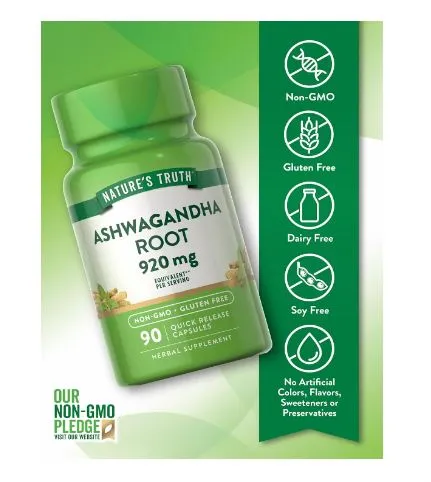 NATURE'S TRUTH
ASHWAGANDHA
ROOT
920 mg
EQUIVALENT**
PER SERVING
NON-GMO • GLUTEN FREE
90
QUICK RELEASE
CAPSULES
HERBAL SUPPLEMENT
OUR
NON-GMO
PLEDGE
VISIT OUR WEBSITE
Non-GMO
Gluten Free
Dairy Free
Soy Free
No Artificial
Colors, Flavors,
Sweeteners or
Preservatives